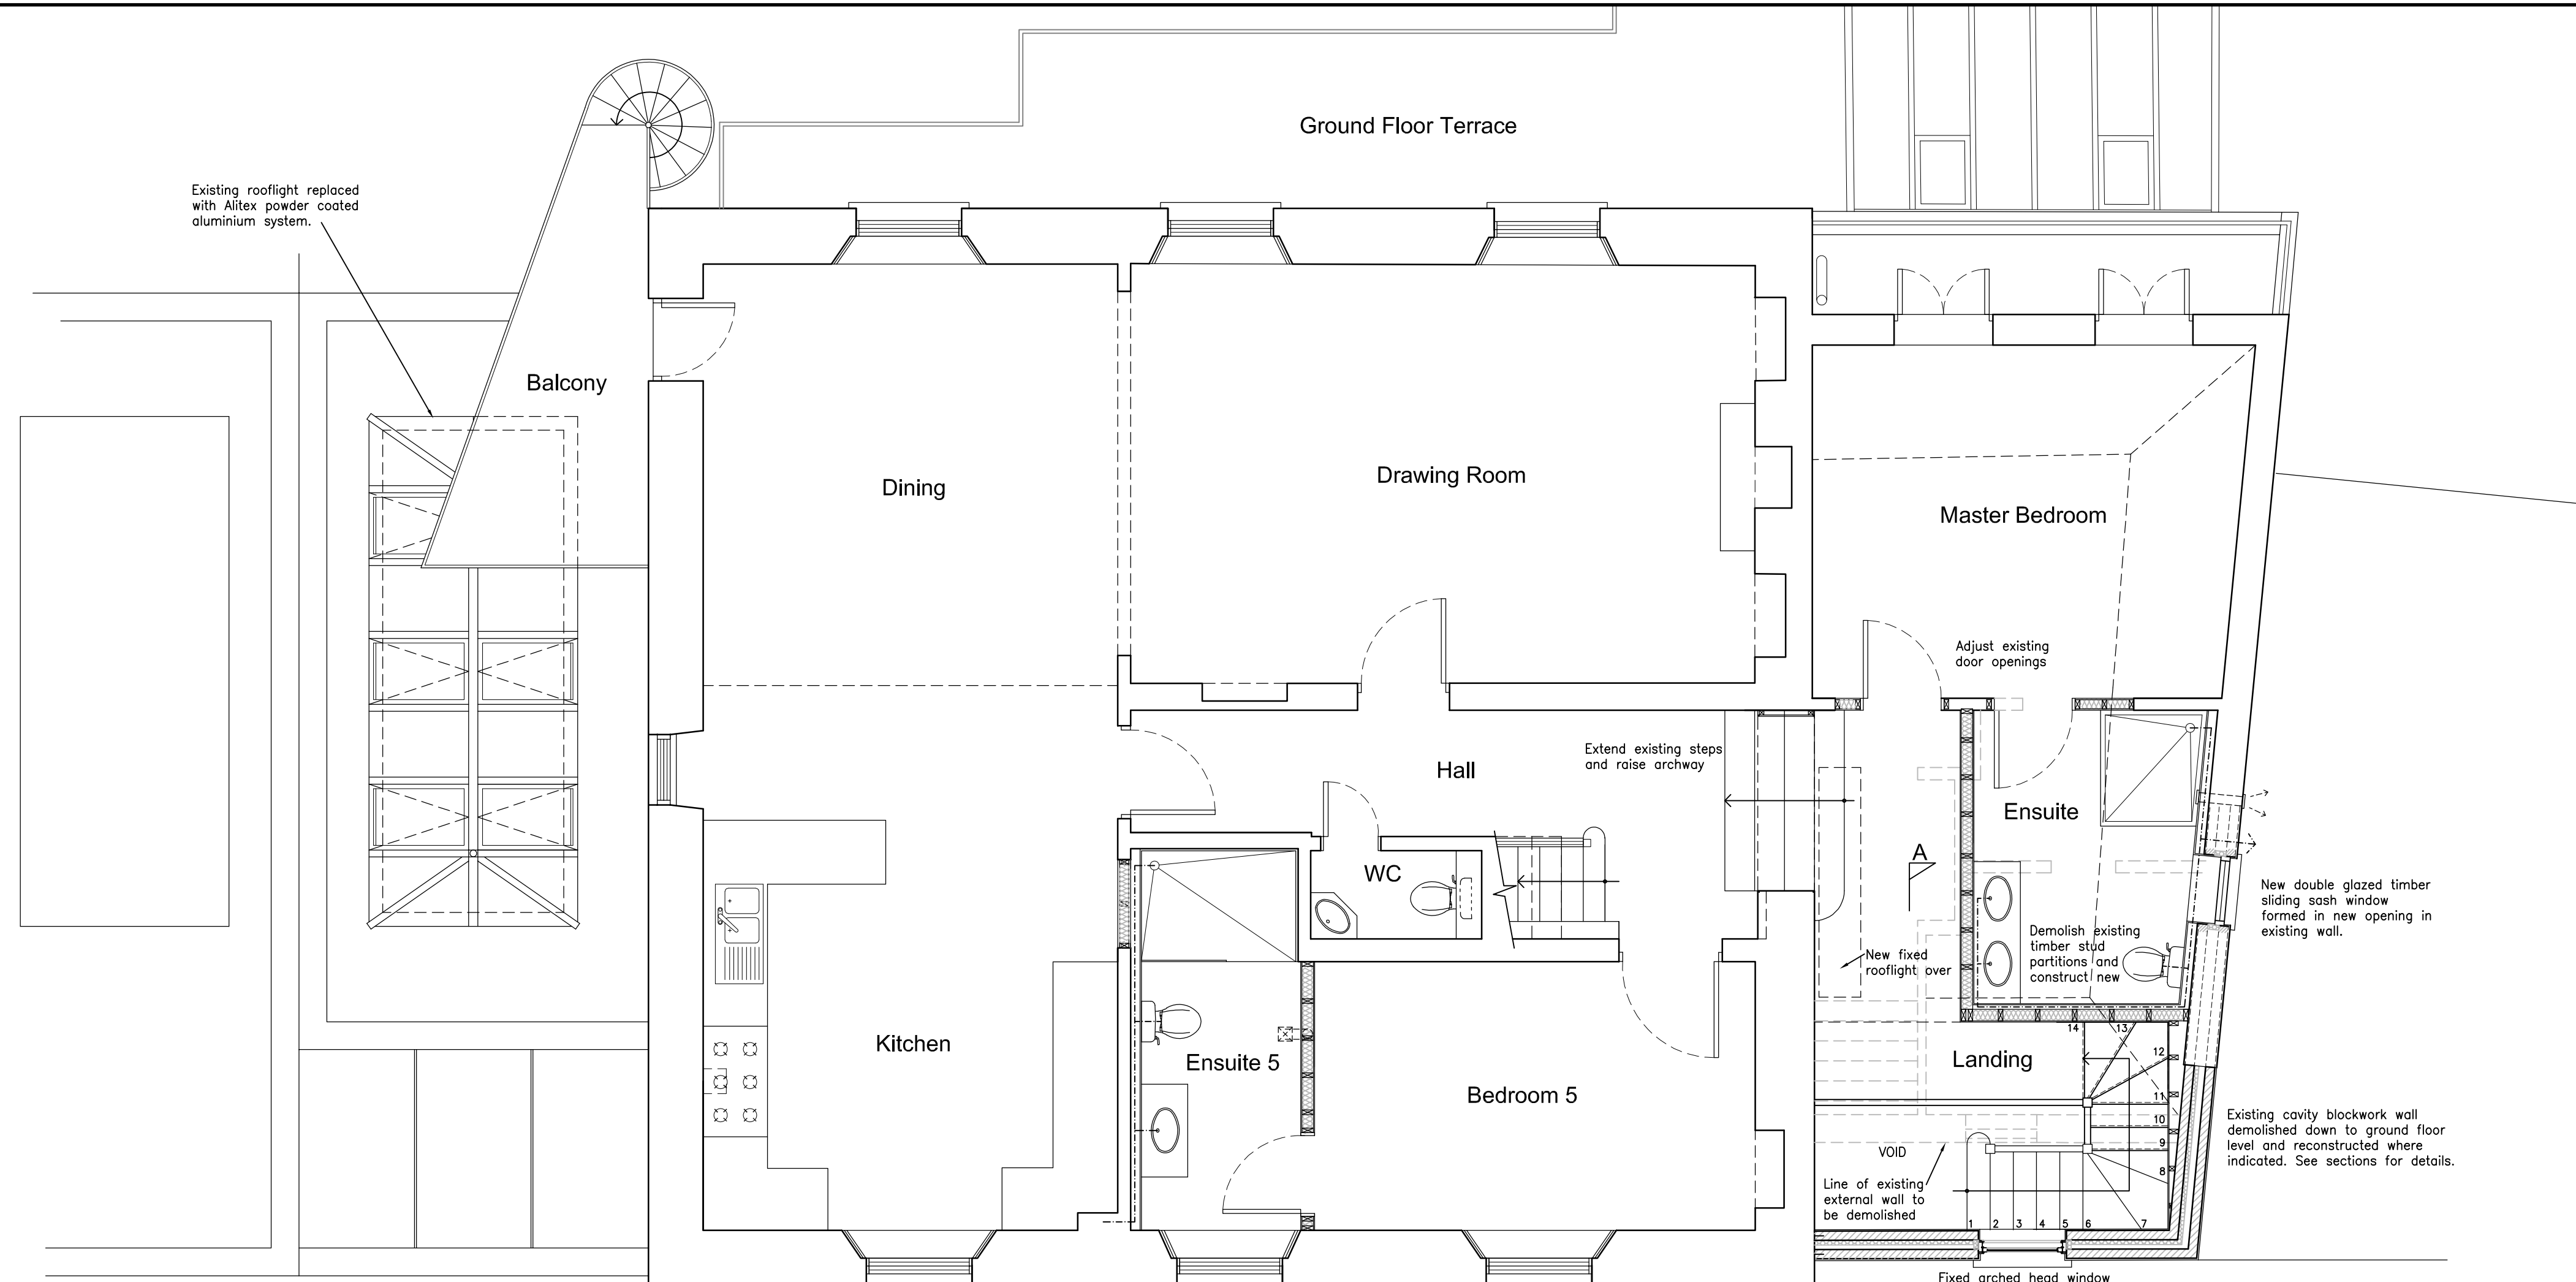 Ground Floor Terrace
Existing rooflight replaced
with Alitex powder coated
aluminium system.
Balcony
Dining
Drawing Room
Master Bedroom
Adjust existing
door openings
Extend existing steps
and raise archway
Hall
Ensuite
WC
A
New double glazed timber
sliding sash window
formed in new opening in
existing wall.
Demolish existing
timber stud
partitions and
construct new
New fixed
rooflight over
Kitchen
Ensuite 5
Bedroom 5
Landing
14
13
12
11
10
9
8
Existing cavity blockwork wall
demolished down to ground floor
level and reconstructed where
indicated. See sections for details.
VOID
Line of existing
external wall to
be demolished
1 2 3 4 5 6 7
Fixed arched head window